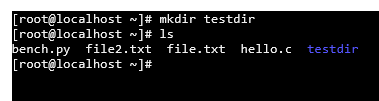 [root@localhost ~]# mkdir testdir
[root@localhost ~]# ls
bench.py  file2.txt  file.txt  hello.c  testdir
[root@localhost ~]#